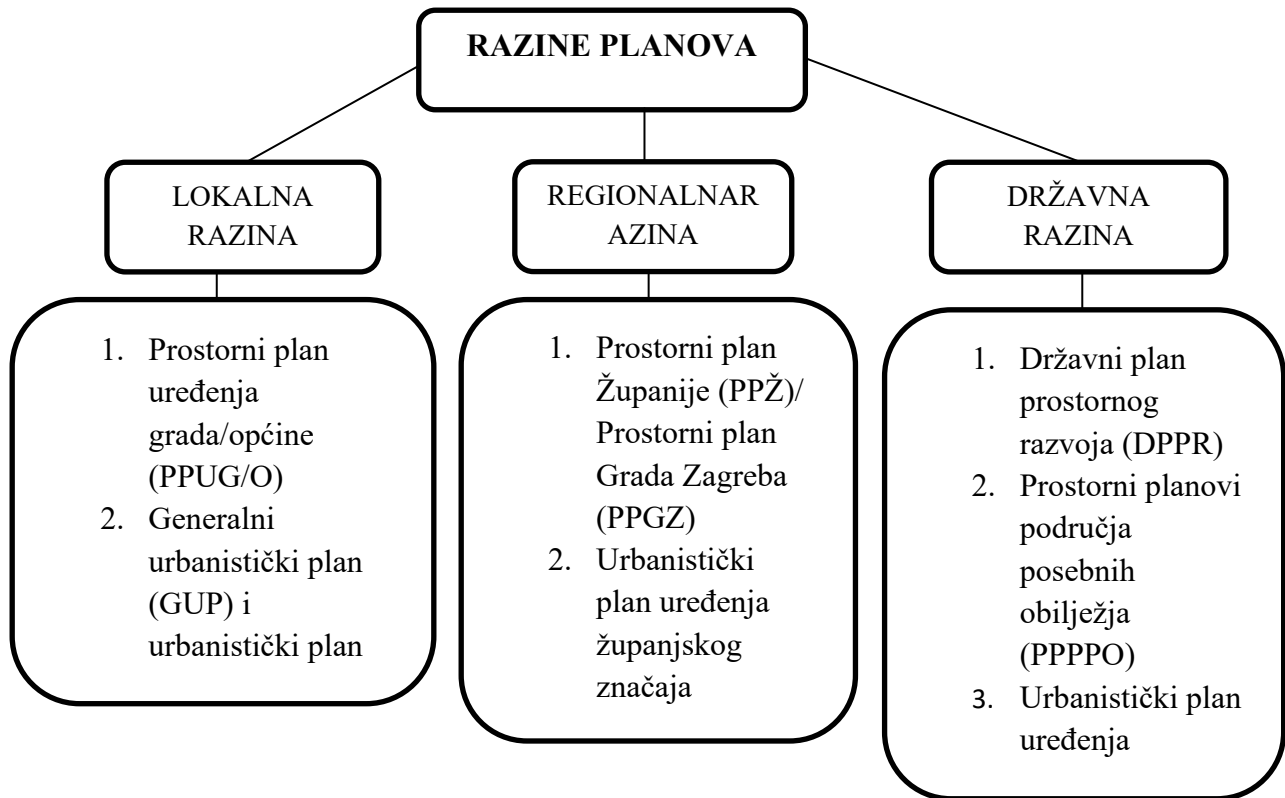 RAZINE PLANOVA
LOKALNA
RAZINA
1. Prostorni plan
uređenja
grada/općine
(PPUG/O)
2. Generalni
urbanistički plan
(GUP) i
urbanistički plan
REGIONALNAR
AZINA
1. Prostorni plan
Županije (PPŽ)/
Prostorni plan
Grada Zagreba
(PPGZ)
2. Urbanistički
plan uređenja
županjskog
značaja
DRŽAVNA
RAZINA
1. Državni plan
prostornog
razvoja (DPPR)
2. Prostorni planovi
područja
posebnih
obilježja
(PPPPO)
3. Urbanistički plan
uređenja